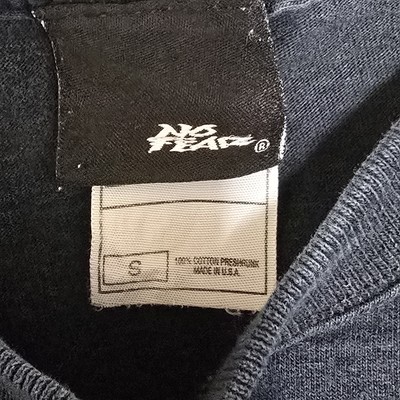 NO
FEAR ®
S
100% COTTON PRESHRUNK
MADE IN U.S.A.